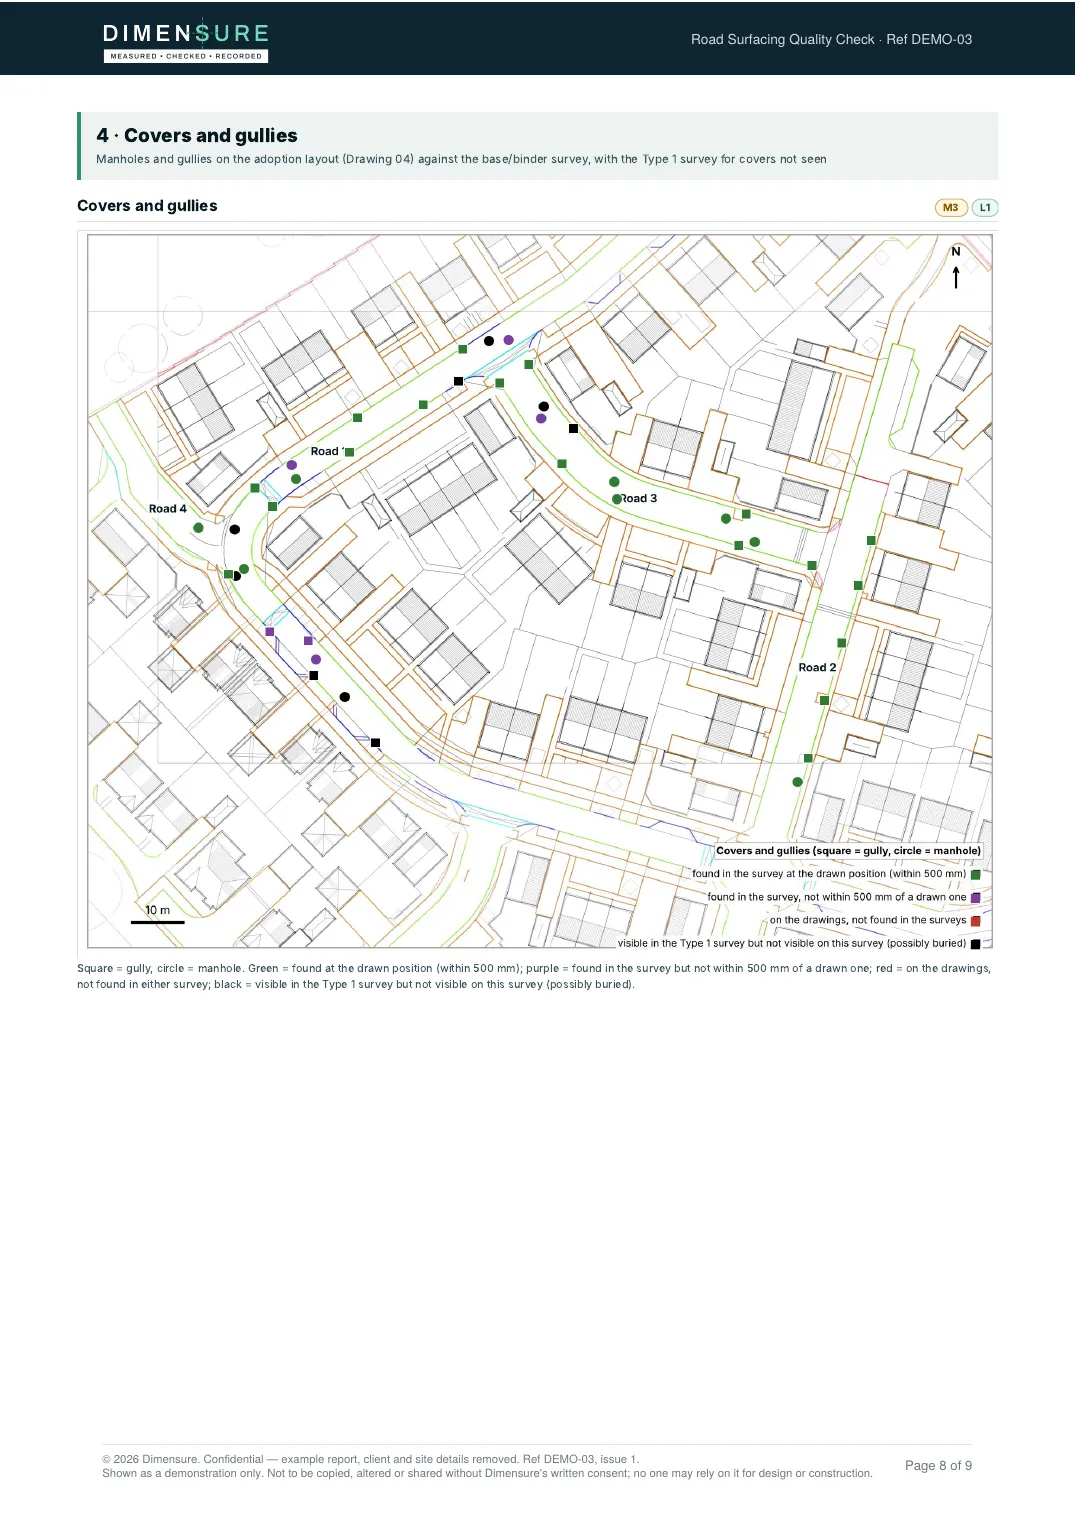 DIMENSURE
MEASURED • CHECKED • RECORDED
Road Surfacing Quality Check · Ref DEMO-03
4 · Covers and gullies
Manholes and gullies on the adoption layout (Drawing 04) against the base/binder survey, with the Type 1 survey for covers not seen
Covers and gullies
M3 L1
N
Road 1
Road 4
Road 3
Road 2
Covers and gullies (square = gully, circle = manhole)
found in the survey at the drawn position (within 500 mm)
found in the survey, not within 500 mm of a drawn one
on the drawings, not found in the surveys
visible in the Type 1 survey but not visible on this survey (possibly buried)
10 m
Square = gully, circle = manhole. Green = found at the drawn position (within 500 mm); purple = found in the survey but not within 500 mm of a drawn one; red = on the drawings,
not found in either survey; black = visible in the Type 1 survey but not visible on this survey (possibly buried).
© 2026 Dimensure. Confidential — example report, client and site details removed. Ref DEMO-03, issue 1.
Shown as a demonstration only. Not to be copied, altered or shared without Dimensure's written consent; no one may rely on it for design or construction.
Page 8 of 9